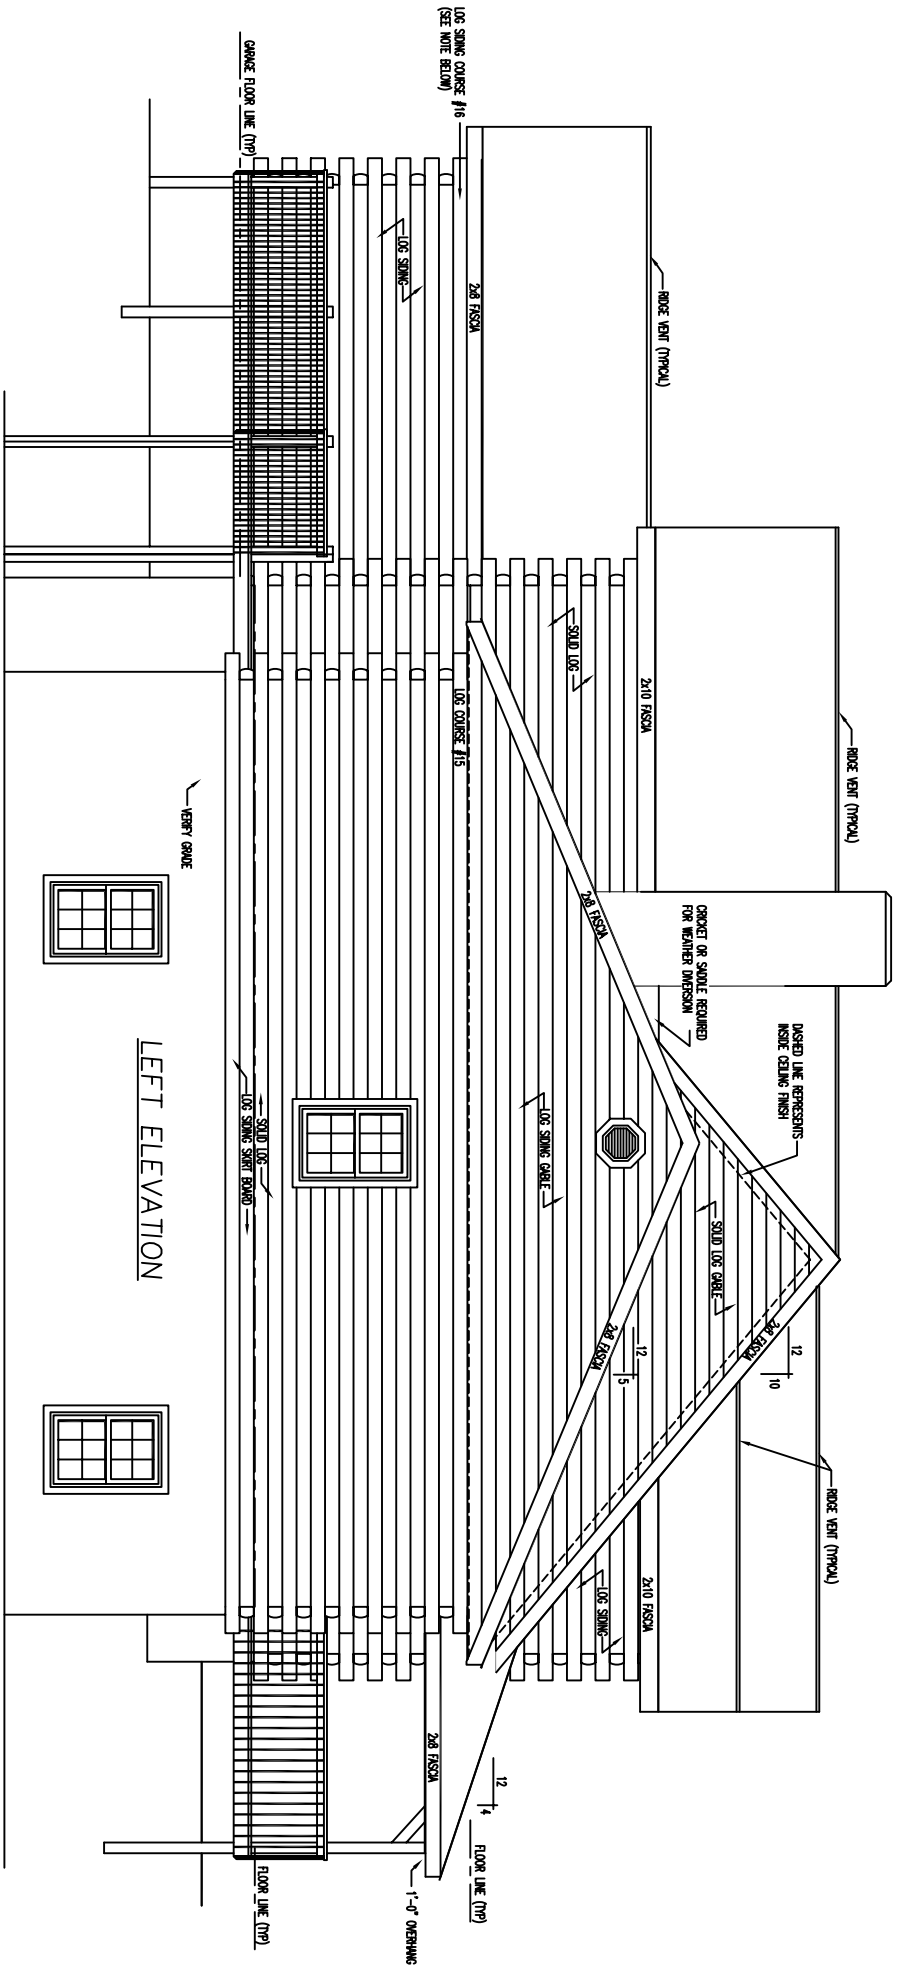 RIDGE VENT (TYPICAL)
RIDGE VENT (TYPICAL)
RIDGE VENT (TYPICAL)
DASHED LINE REPRESENTS
INSIDE CEILING FINISH
12
10
2x8 FASCIA
CRICKET OR SADDLE REQUIRED
FOR WEATHER DIVERSION
SOLID LOG GABLE
2x10 FASCIA
2x10 FASCIA
12
5
2x8 FASCIA
2x8 FASCIA
SOLID LOG
LOG SIDING GABLE
LOG SIDING
LOG SIDING COURSE #16
(SEE NOTE BELOW)
2x8 FASCIA
LOG COURSE #15
12
4
FLOOR LINE (TYP)
2x8 FASCIA
1'-0" OVERHANG
LOG SIDING
GARAGE FLOOR LINE (TYP)
SOLID LOG
LOG SIDING SKIRT BOARD
FLOOR LINE (TYP)
VERIFY GRADE
LEFT ELEVATION